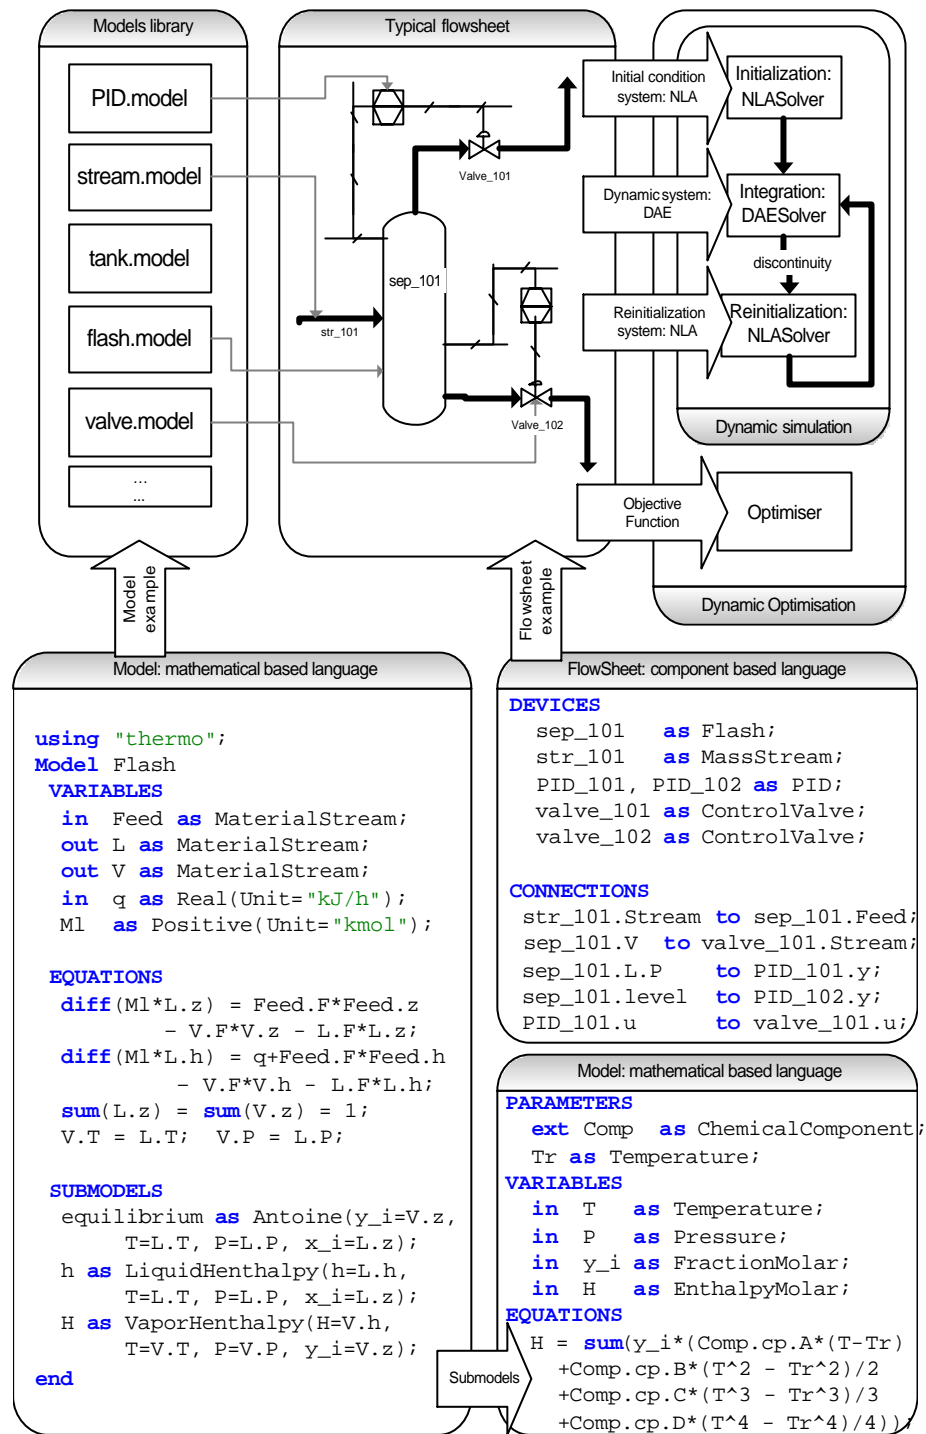 Models library
PID.model
stream.model
tank.model
flash.model
valve.model
...
...
Typical flowsheet
Valve_101
sep_101
str_101
Valve_102
Initial condition
system: NLA
Initialization:
NLASolver
Dynamic system:
DAE
Integration:
DAESolver
discontinuity
Reinitialization
system: NLA
Reinitialization:
NLASolver
Dynamic simulation
Objective
Function
Optimiser
Dynamic Optimisation
Model
example
Flowsheet
example
Model: mathematical based language
using "thermo";
Model Flash
VARIABLES
in Feed as MaterialStream;
out L as MaterialStream;
out V as MaterialStream;
in q as Real(Unit="kJ/h");
Ml as Positive(Unit="kmol");
EQUATIONS
diff(Ml*L.z) = Feed.F*Feed.z
- V.F*V.z - L.F*L.z;
diff(Ml*L.h) = q+Feed.F*Feed.h
- V.F*V.h - L.F*L.h;
sum(L.z) = sum(V.z) = 1;
V.T = L.T; V.P = L.P;
SUBMODELS
equilibrium as Antoine(y_i=V.z,
T=L.T, P=L.P, x_i=L.z);
h as LiquidHenthalpy(h=L.h,
T=L.T, P=L.P, x_i=L.z);
H as VaporHenthalpy(H=V.h,
T=V.T, P=V.P, y_i=V.z);
end
Submodels
FlowSheet: component based language
DEVICES
sep_101 as Flash;
str_101 as MassStream;
PID_101, PID_102 as PID;
valve_101 as ControlValve;
valve_102 as ControlValve;
CONNECTIONS
str_101.Stream to sep_101.Feed;
sep_101.V to valve_101.Stream;
sep_101.L.P to PID_101.y;
sep_101.level to PID_102.y;
PID_101.u to valve_101.u;
Model: mathematical based language
PARAMETERS
ext Comp as ChemicalComponent;
Tr as Temperature;
VARIABLES
in T as Temperature;
in P as Pressure;
in y_i as FractionMolar;
in H as EnthalpyMolar;
EQUATIONS
H = sum(y_i*(Comp.cp.A*(T-Tr)
+Comp.cp.B*(T^2 - Tr^2)/2
+Comp.cp.C*(T^3 - Tr^3)/3
+Comp.cp.D*(T^4 - Tr^4)/4));